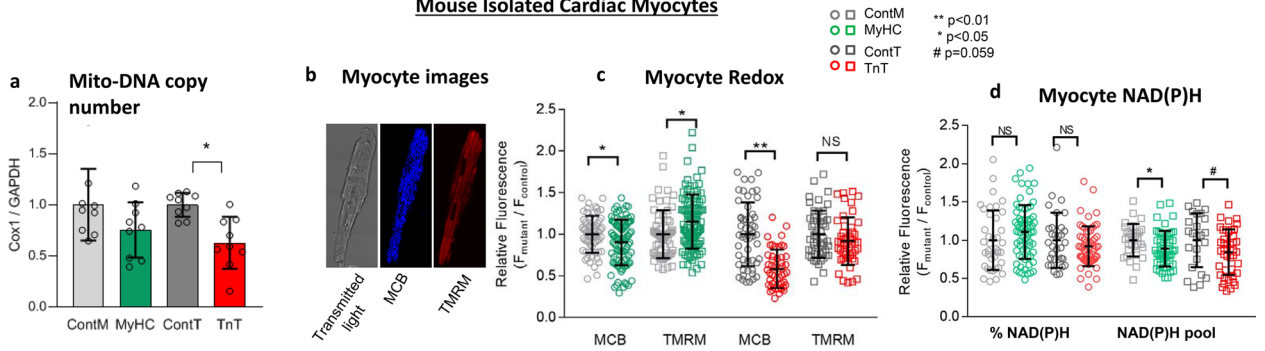 Mouse Isolated Cardiac Myocytes
ContM
MyHC
ContT
TnT
** p<0.01
* p<0.05
# p=0.059
a
Mito-DNA copy
number
Cox1 / GAPDH
2.0
1.5
1.0
0.5
0.0
*
ContM MyHC ContT TnT
b
Myocyte images
Transmitted
light
MCB
TMRM
c
Myocyte Redox
Relative Fluorescence
(Fmutant / Fcontrol)
2.5
2.0
1.5
1.0
0.5
0.0
* * ** NS
MCB TMRM MCB TMRM
d
Myocyte NAD(P)H
Relative Fluorescence
(Fmutant / Fcontrol)
2.5
2.0
1.5
1.0
0.5
0.0
NS NS * #
% NAD(P)H NAD(P)H pool